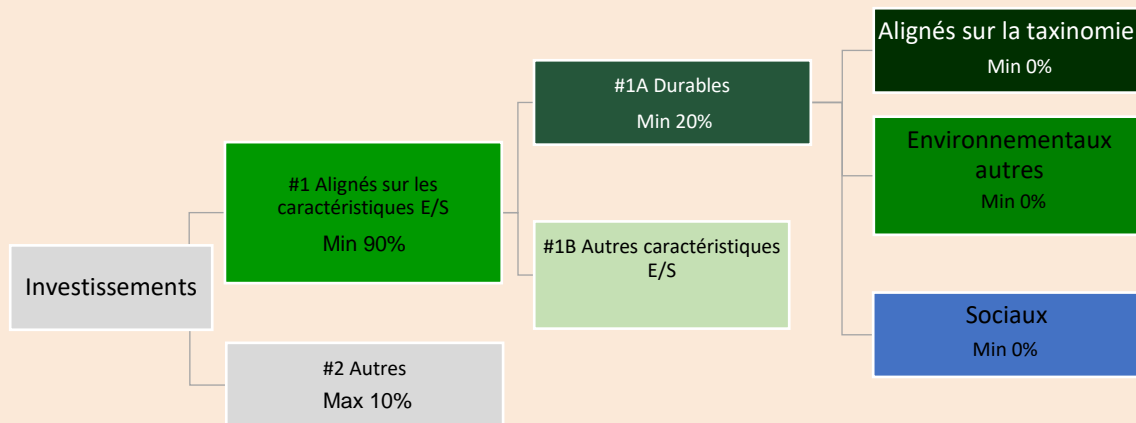 Investissements
#1 Alignés sur les
caractéristiques E/S
Min 90%
#2 Autres
Max 10%
#1A Durables
Min 20%
#1B Autres caractéristiques
E/S
Alignés sur la taxinomie
Min 0%
Environnementaux
autres
Min 0%
Sociaux
Min 0%